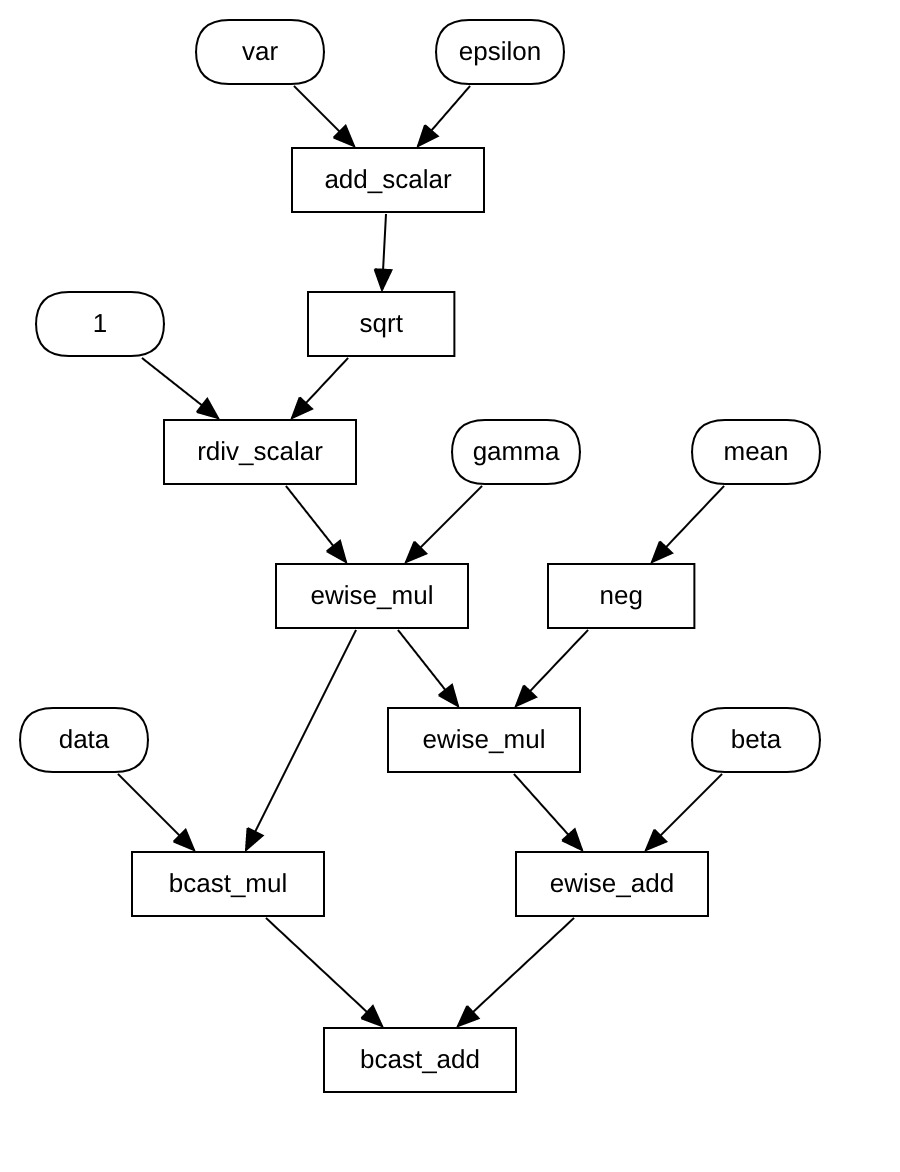 var
epsilon
add_scalar
1
sqrt
rdiv_scalar
gamma
mean
ewise_mul
neg
data
ewise_mul
beta
bcast_mul
ewise_add
bcast_add